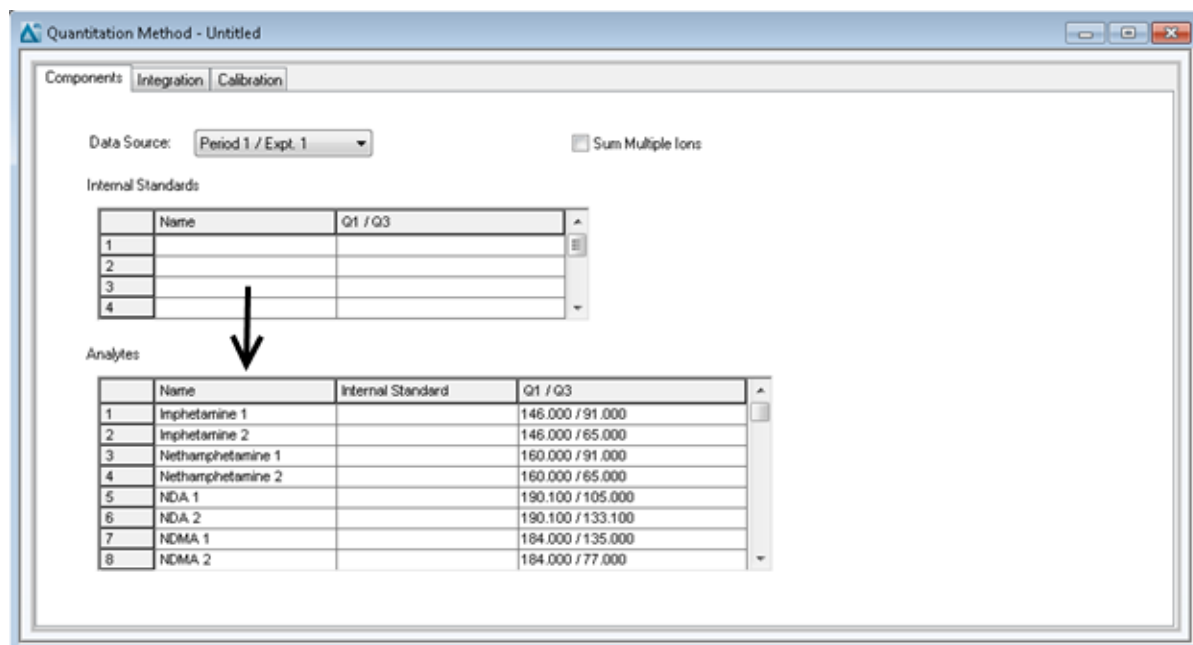 Quantitation Method - Untitled
Components Integration Calibration
Data Source: Period 1 / Expt. 1 Sum Multiple Ions
Internal Standards
Name Q1 / Q3
1
2
3
4
Analytes
Name Internal Standard Q1 / Q3
1 Imphetamine 1 146.000 / 91.000
2 Imphetamine 2 146.000 / 65.000
3 Nethamphetamine 1 160.000 / 91.000
4 Nethamphetamine 2 160.000 / 65.000
5 NDA 1 190.100 / 105.000
6 NDA 2 190.100 / 133.100
7 NDMA 1 184.000 / 135.000
8 NDMA 2 184.000 / 77.000